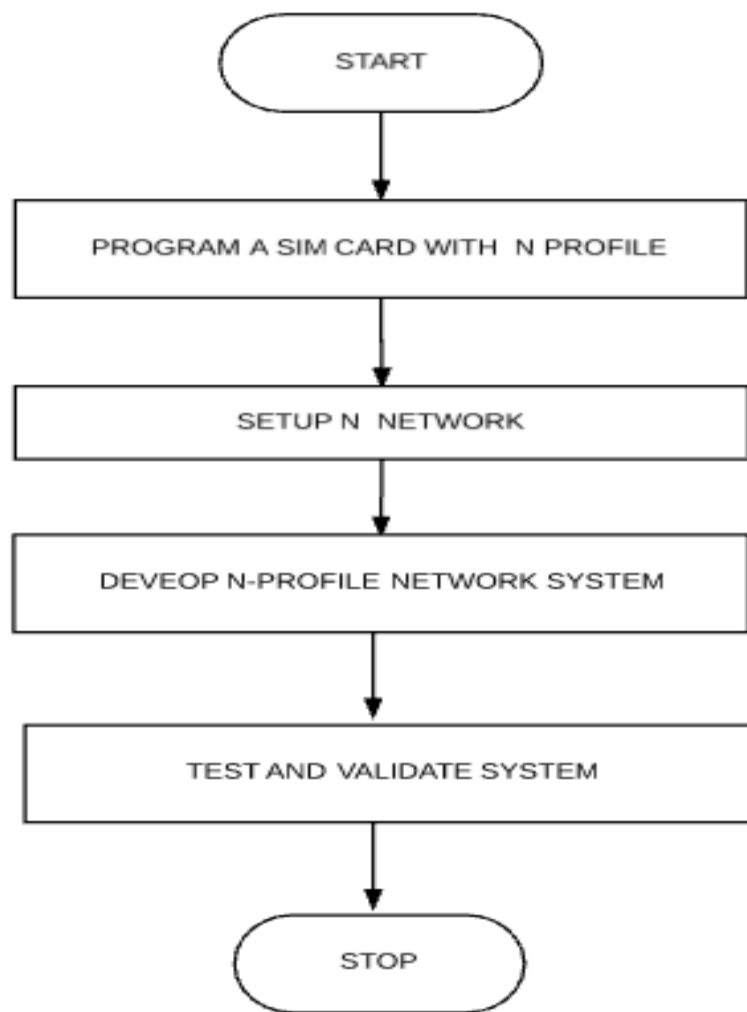 START
PROGRAM A SIM CARD WITH N PROFILE
SETUP N NETWORK
DEVEOP N-PROFILE NETWORK SYSTEM
TEST AND VALIDATE SYSTEM
STOP